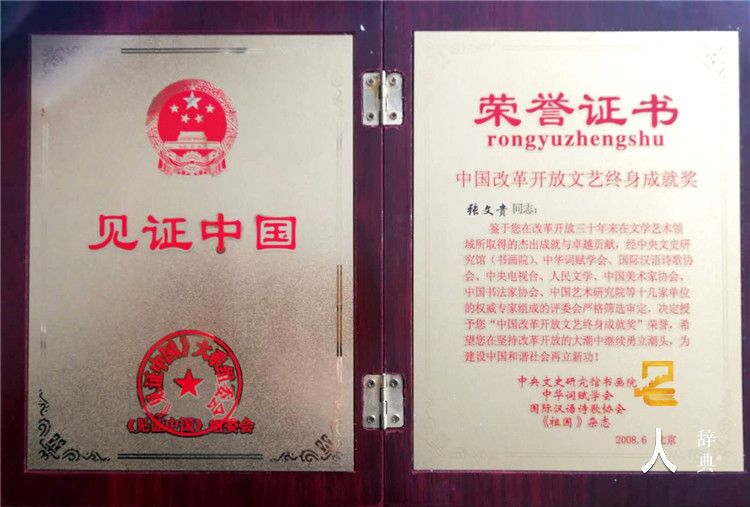 见证中国
《见证中国》大系组委会
《见证中国》组委会
荣誉证书
rongyuzhengshu
中国改革开放文艺终身成就奖
张文贵同志:
鉴于您在改革开放三十年来在文学艺术领
域所取得的杰出成就与卓越贡献，经中央文史研
究馆（书画院）、中华词赋学会、国际汉语诗歌协
会、中央电视台、人民文学、中国美术家协会、
中国书法家协会、中国艺术研究院等十几家单位
的权威专家组成的评委会严格筛选审定，决定授
予您“中国改革开放文艺终身成就奖”荣誉，希
望您在坚持改革开放的大潮中继续勇立潮头，为
建设中国和谐社会再立新功！
中央文史研究馆书画院
中华词赋学会
国际汉语诗歌协会
《祖国》杂志
2008.6 北京
人 辞典